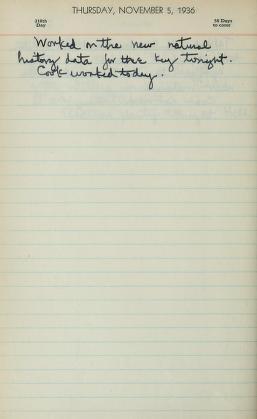 THURSDAY, NOVEMBER 5, 1936
310th Day
56 Days to come
Worked on the new natural
history data for the key tonight.
Cook worked today.